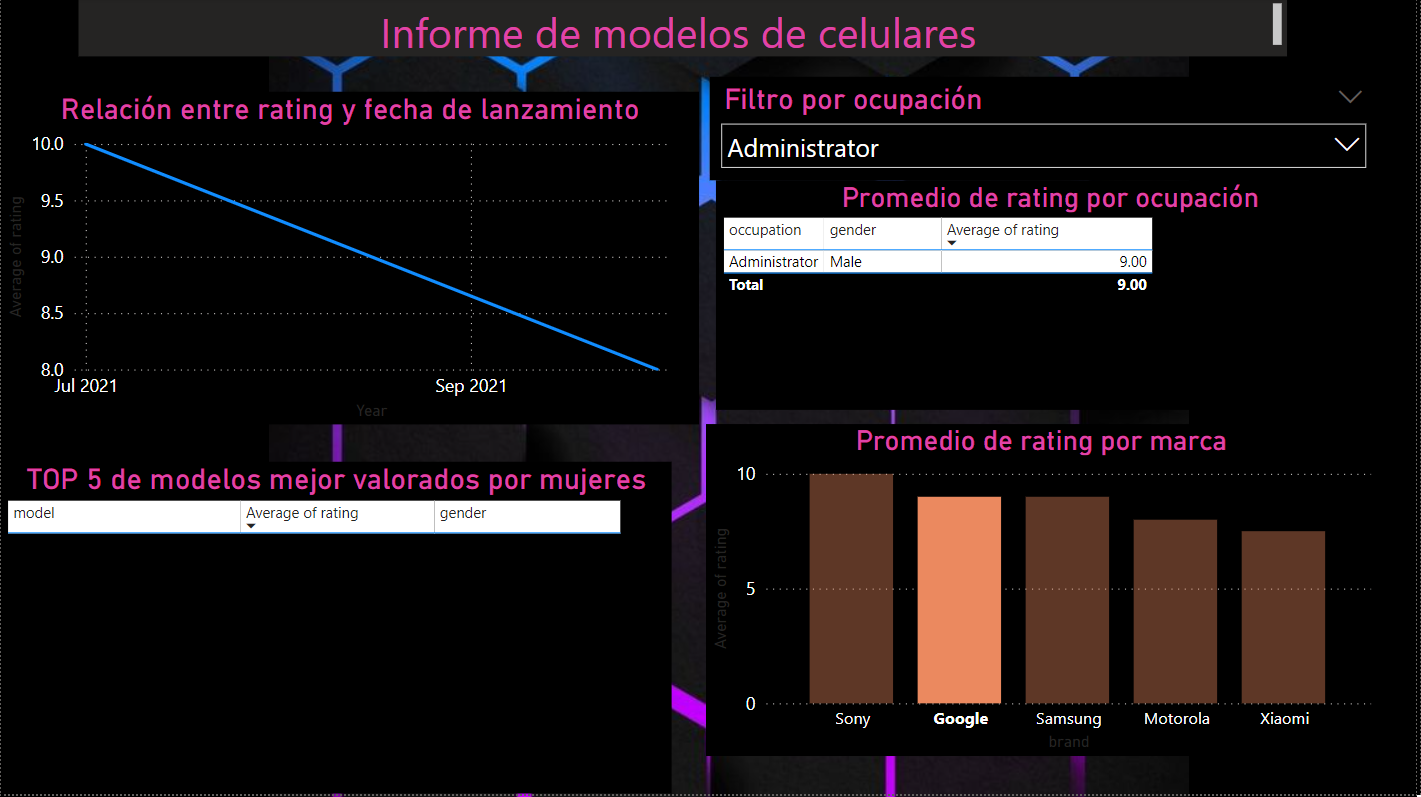 Informe de modelos de celulares
Relación entre rating y fecha de lanzamiento
10.0
9.5
9.0
8.5
8.0
Average of rating
Jul 2021
Sep 2021
Year
Filtro por ocupación
Administrator
Promedio de rating por ocupación
occupation gender Average of rating
Administrator Male 9.00
Total 9.00
TOP 5 de modelos mejor valorados por mujeres
model Average of rating gender
Promedio de rating por marca
10
5
0
Average of rating
Sony Google Samsung Motorola Xiaomi
brand